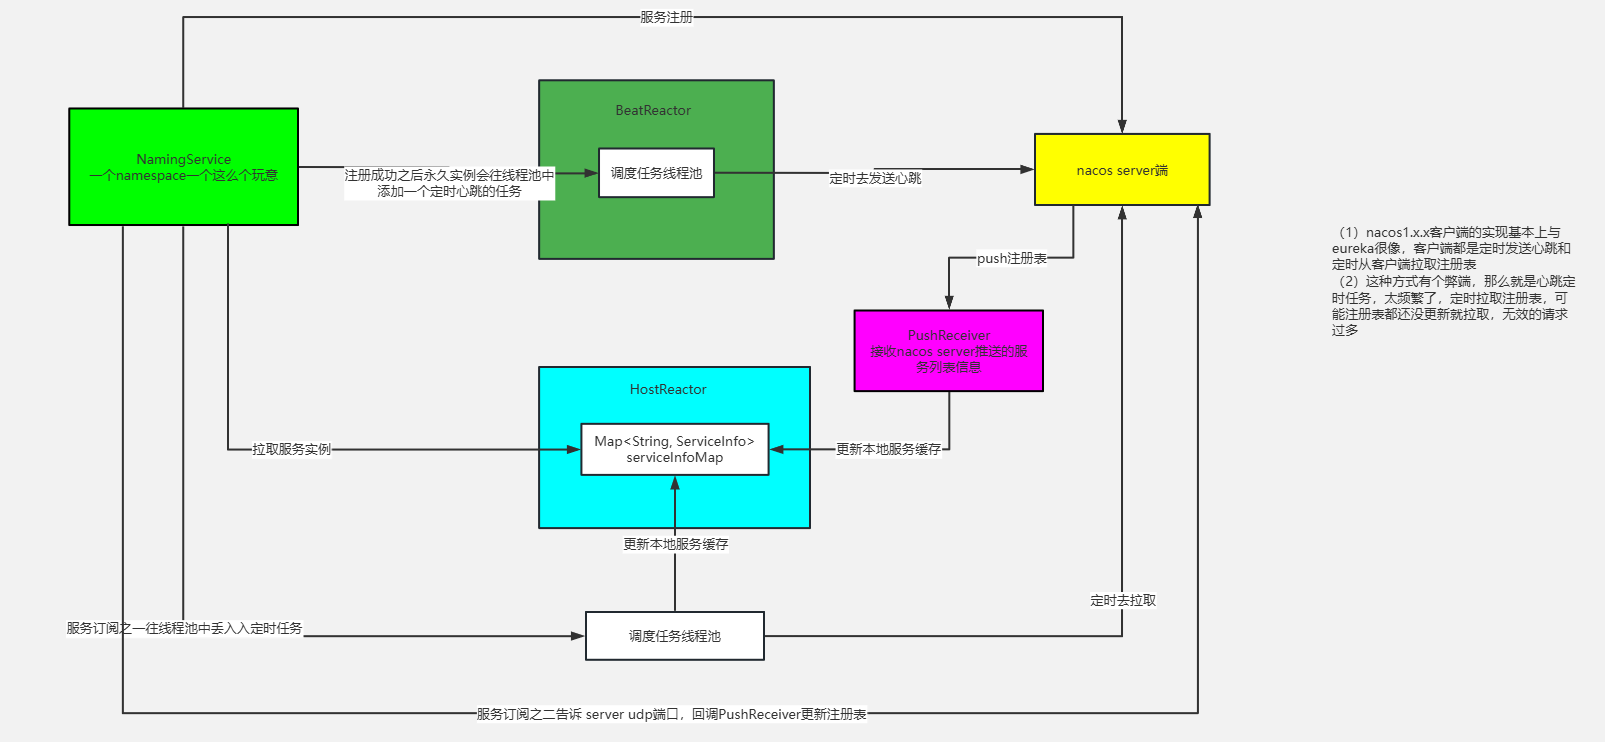 服务注册
BeatReactor
NamingService
一个namespace一个这么个玩意
注册成功之后永久实例会往线程池中
添加一个定时心跳的任务
调度任务线程池
定时去发送心跳
nacos server端
（1）nacos1.x.x客户端的实现基本上与
eureka很像，客户端都是定时发送心跳和
定时从客户端拉取注册表
（2）这种方式有个弊端，那么就是心跳定
时任务，太频繁了，定时拉取注册表，可
能注册表都还没更新就拉取，无效的请求
过多
push注册表
PushReceiver
接收nacos server推送的服
务列表信息
HostReactor
拉取服务实例
Map<String, ServiceInfo>
serviceInfoMap
更新本地服务缓存
更新本地服务缓存
定时去拉取
服务订阅之一往线程池中丢入入定时任务
调度任务线程池
服务订阅之二告诉 server udp端口，回调PushReceiver更新注册表